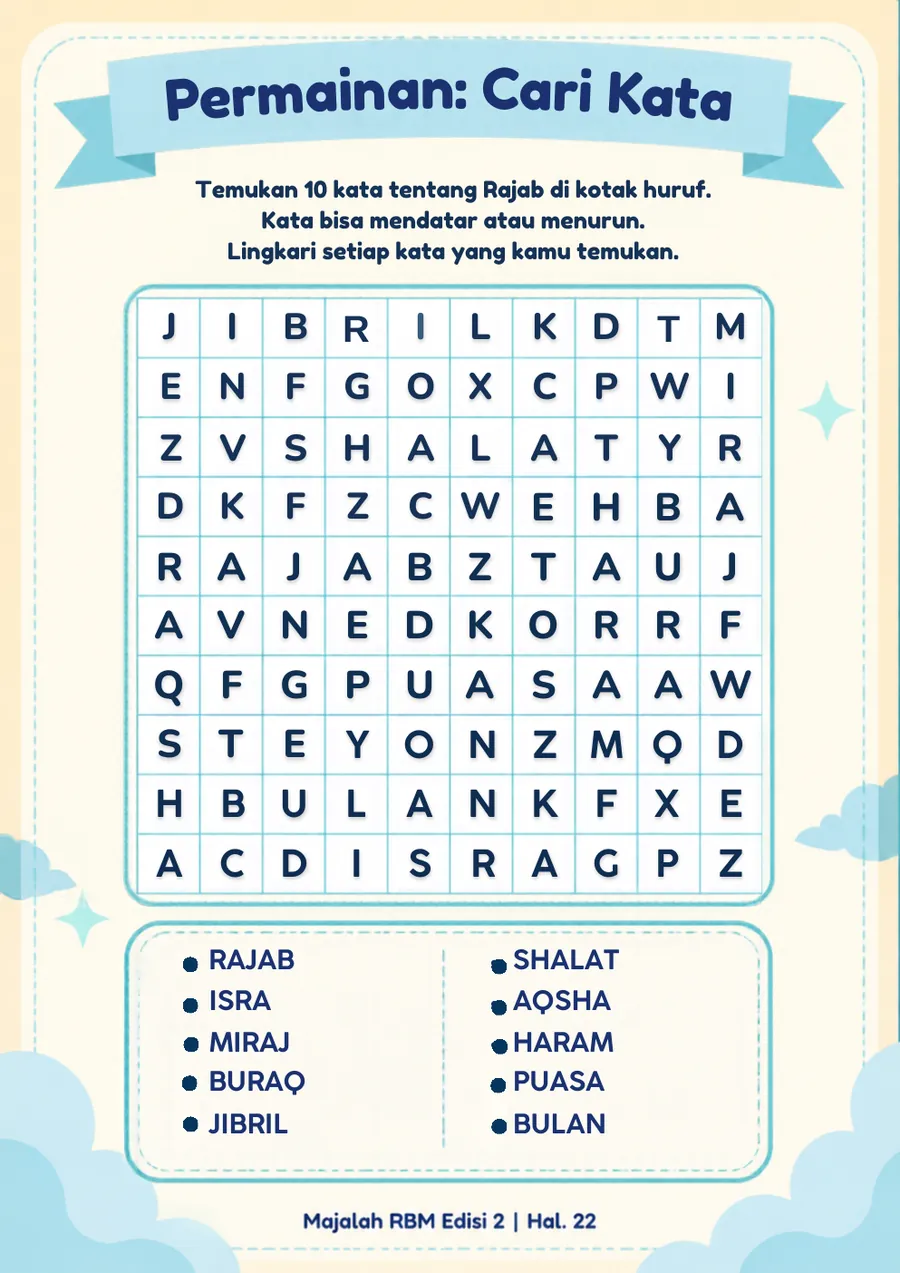 Permainan: Cari Kata
Temukan 10 kata tentang Rajab di kotak huruf.
Kata bisa mendatar atau menurun.
Lingkari setiap kata yang kamu temukan.
J I B R I L K D T M
E N F G O X C P W I
Z V S H A L A T Y R
D K F Z C W E H B A
R A J A B Z T A U J
A V N E D K O R R F
Q F G P U A S A A W
S T E Y O N Z M Q D
H B U L A N K F X E
A C D I S R A G P Z
RAJAB
ISRA
MIRAJ
BURAQ
JIBRIL
SHALAT
AQSHA
HARAM
PUASA
BULAN
Majalah RBM Edisi 2 | Hal. 22